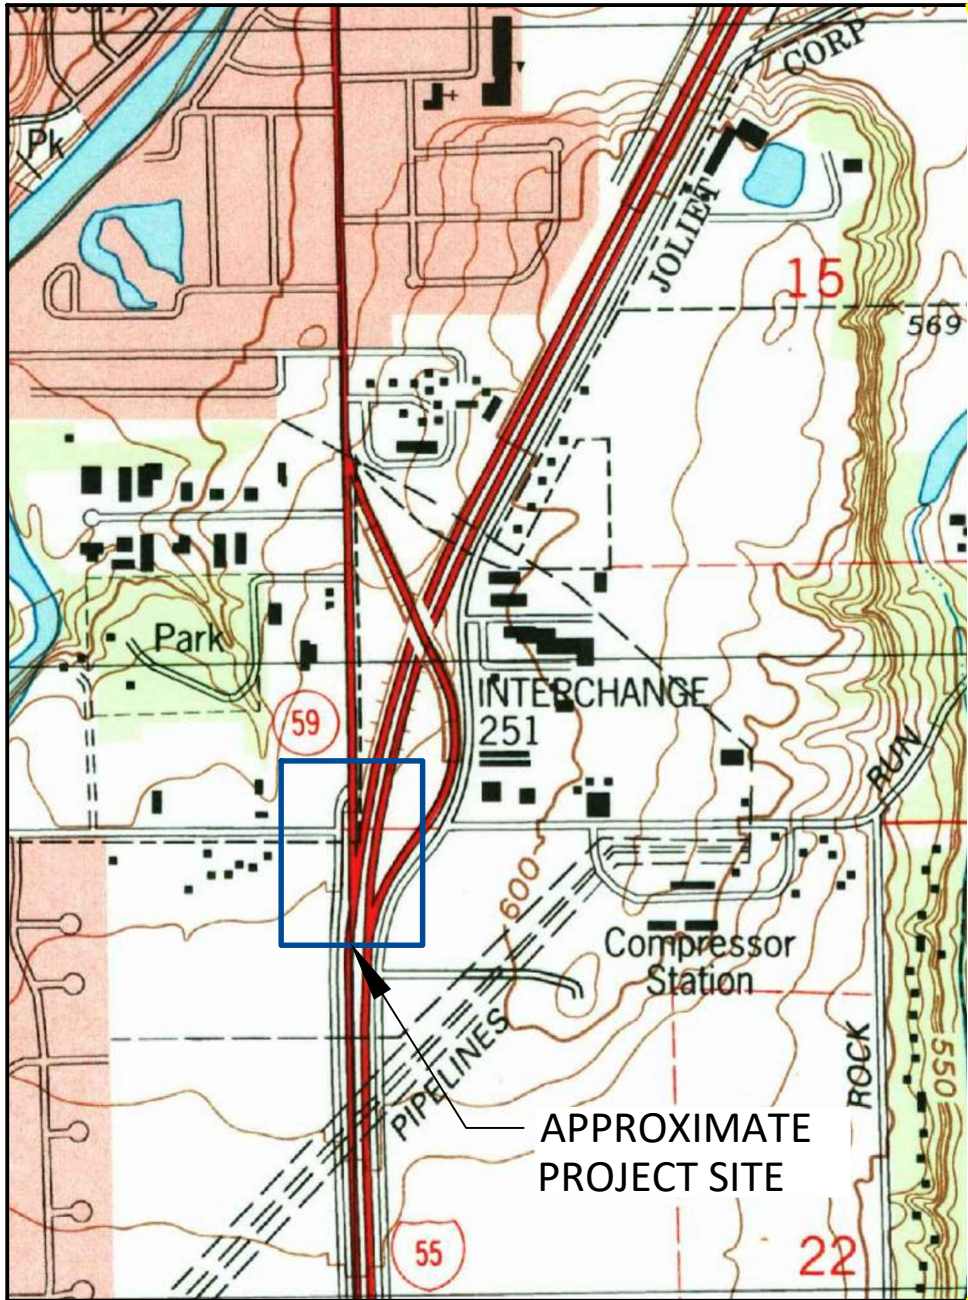 CORP
Pk
JOLIET
15
569
Park
INTERCHANGE
251
59
RUN
600
Compressor
Station
PIPELINES
ROCK
550
APPROXIMATE
PROJECT SITE
55
22